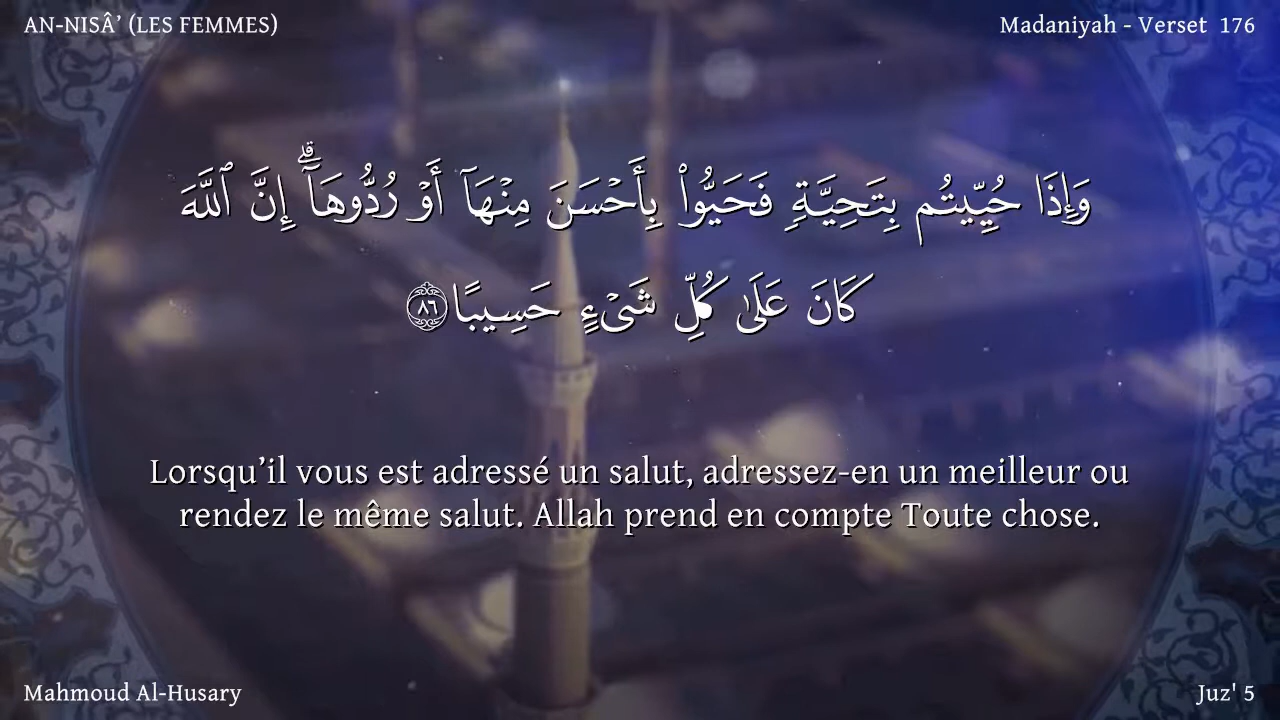 AN-NISÂ’ (LES FEMMES)
Madaniyah - Verset 176
وَإِذَا حُيِّيتُم بِتَحِيَّةٍ فَحَيُّوا۟ بِأَحْسَنَ مِنْهَآ أَوْ رُدُّوهَآ ۗ إِنَّ ٱللَّهَ
كَانَ عَلَىٰ كُلِّ شَىْءٍ حَسِيبًا ٨٦
Lorsqu’il vous est adressé un salut, adressez-en un meilleur ou
rendez le même salut. Allah prend en compte Toute chose.
Mahmoud Al-Husary
Juz' 5